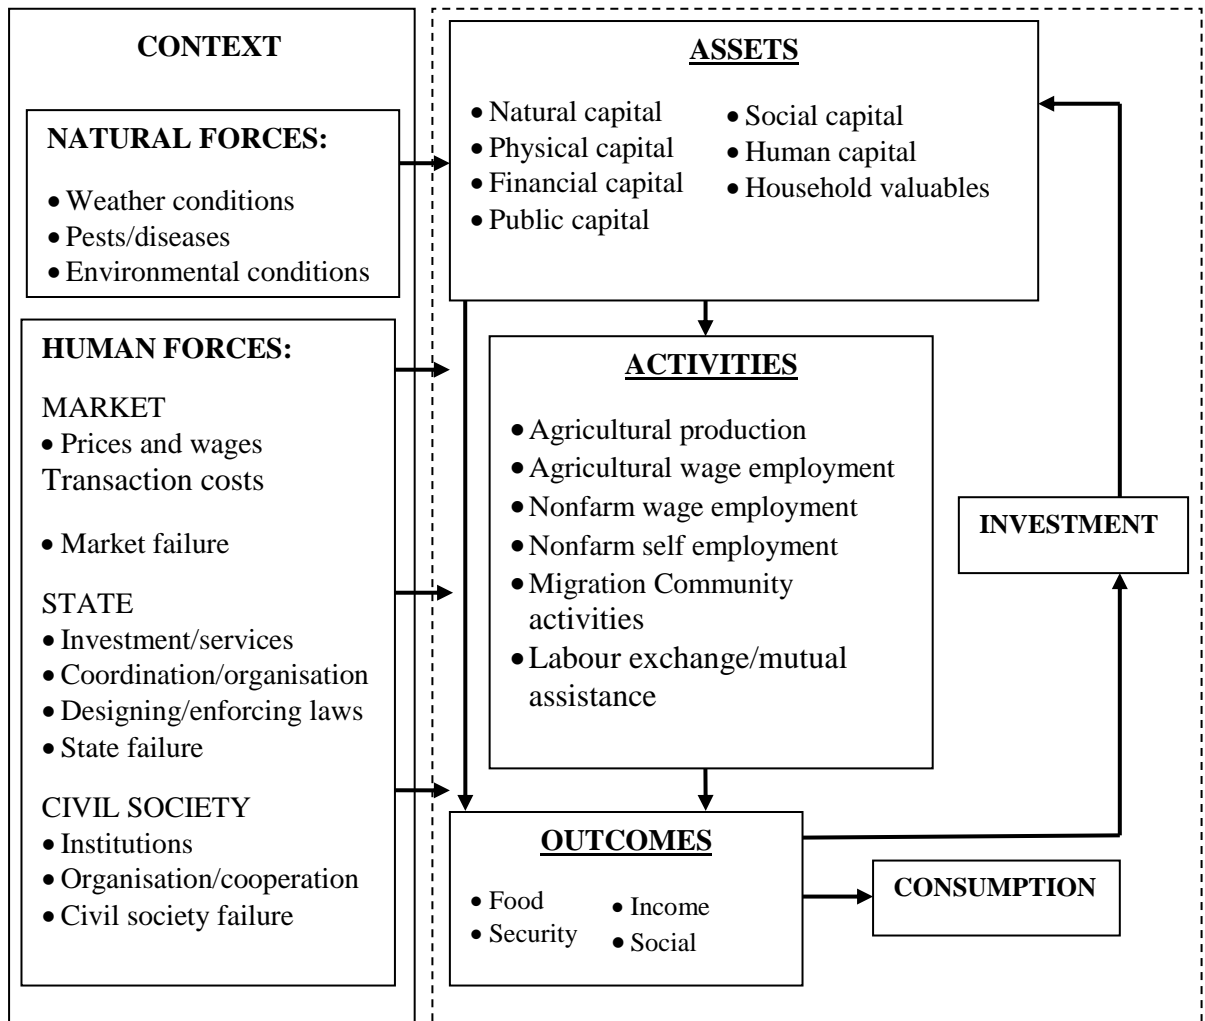 CONTEXT
NATURAL FORCES:
• Weather conditions
• Pests/diseases
• Environmental conditions
HUMAN FORCES:
MARKET
• Prices and wages
Transaction costs
• Market failure
STATE
• Investment/services
• Coordination/organisation
• Designing/enforcing laws
• State failure
CIVIL SOCIETY
• Institutions
• Organisation/cooperation
• Civil society failure
ASSETS
• Natural capital
• Physical capital
• Financial capital
• Public capital
• Social capital
• Human capital
• Household valuables
ACTIVITIES
• Agricultural production
• Agricultural wage employment
• Nonfarm wage employment
• Nonfarm self employment
• Migration Community
activities
• Labour exchange/mutual
assistance
INVESTMENT
OUTCOMES
• Food
• Security
• Income
• Social
CONSUMPTION